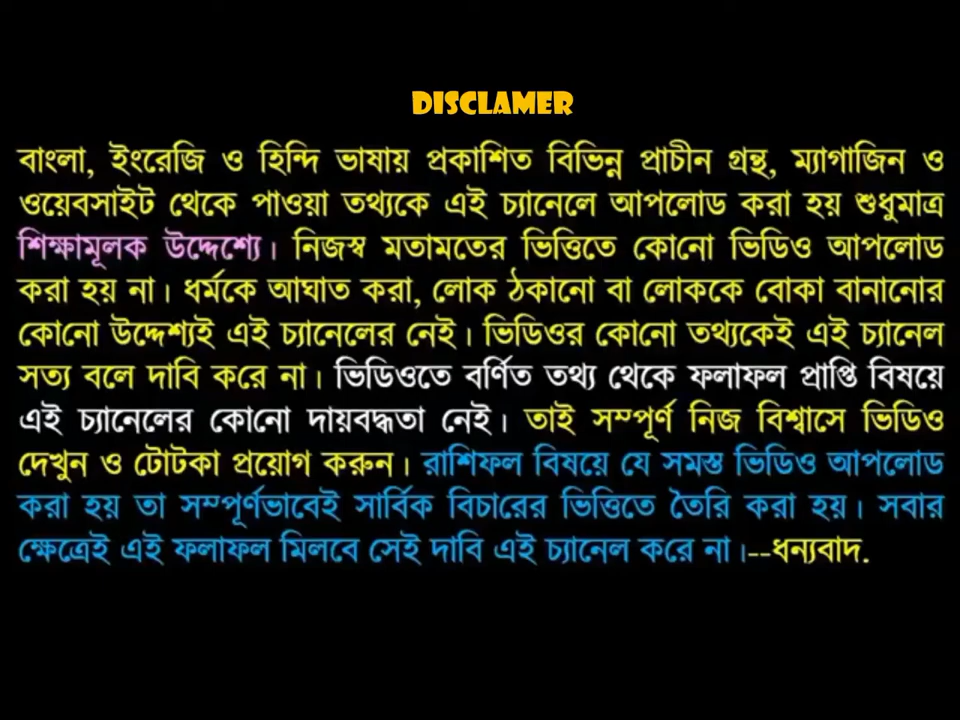 DISCLAMER
বাংলা, ইংরেজি ও হিন্দি ভাষায় প্রকাশিত বিভিন্ন প্রাচীন গ্রন্থ, ম্যাগাজিন ও
ওয়েবসাইট থেকে পাওয়া তথ্যকে এই চ্যানেলে আপলোড করা হয় শুধুমাত্র
শিক্ষামূলক উদ্দেশ্যে। নিজস্ব মতামতের ভিত্তিতে কোনো ভিডিও আপলোড
করা হয় না। ধর্মকে আঘাত করা, লোক ঠকানো বা লোককে বোকা বানানোর
কোনো উদ্দেশ্যই এই চ্যানেলের নেই। ভিডিওর কোনো তথ্যকেই এই চ্যানেল
সত্য বলে দাবি করে না। ভিডিওতে বর্ণিত তথ্য থেকে ফলাফল প্রাপ্তি বিষয়ে
এই চ্যানেলের কোনো দায়বদ্ধতা নেই। তাই সম্পূর্ণ নিজ বিশ্বাসে ভিডিও
দেখুন ও টোটকা প্রয়োগ করুন। রাশিফল বিষয়ে যে সমস্ত ভিডিও আপলোড
করা হয় তা সম্পূর্ণভাবেই সার্বিক বিচারের ভিত্তিতে তৈরি করা হয়। সবার
ক্ষেত্রেই এই ফলাফল মিলবে সেই দাবি এই চ্যানেল করে না।--ধন্যবাদ.